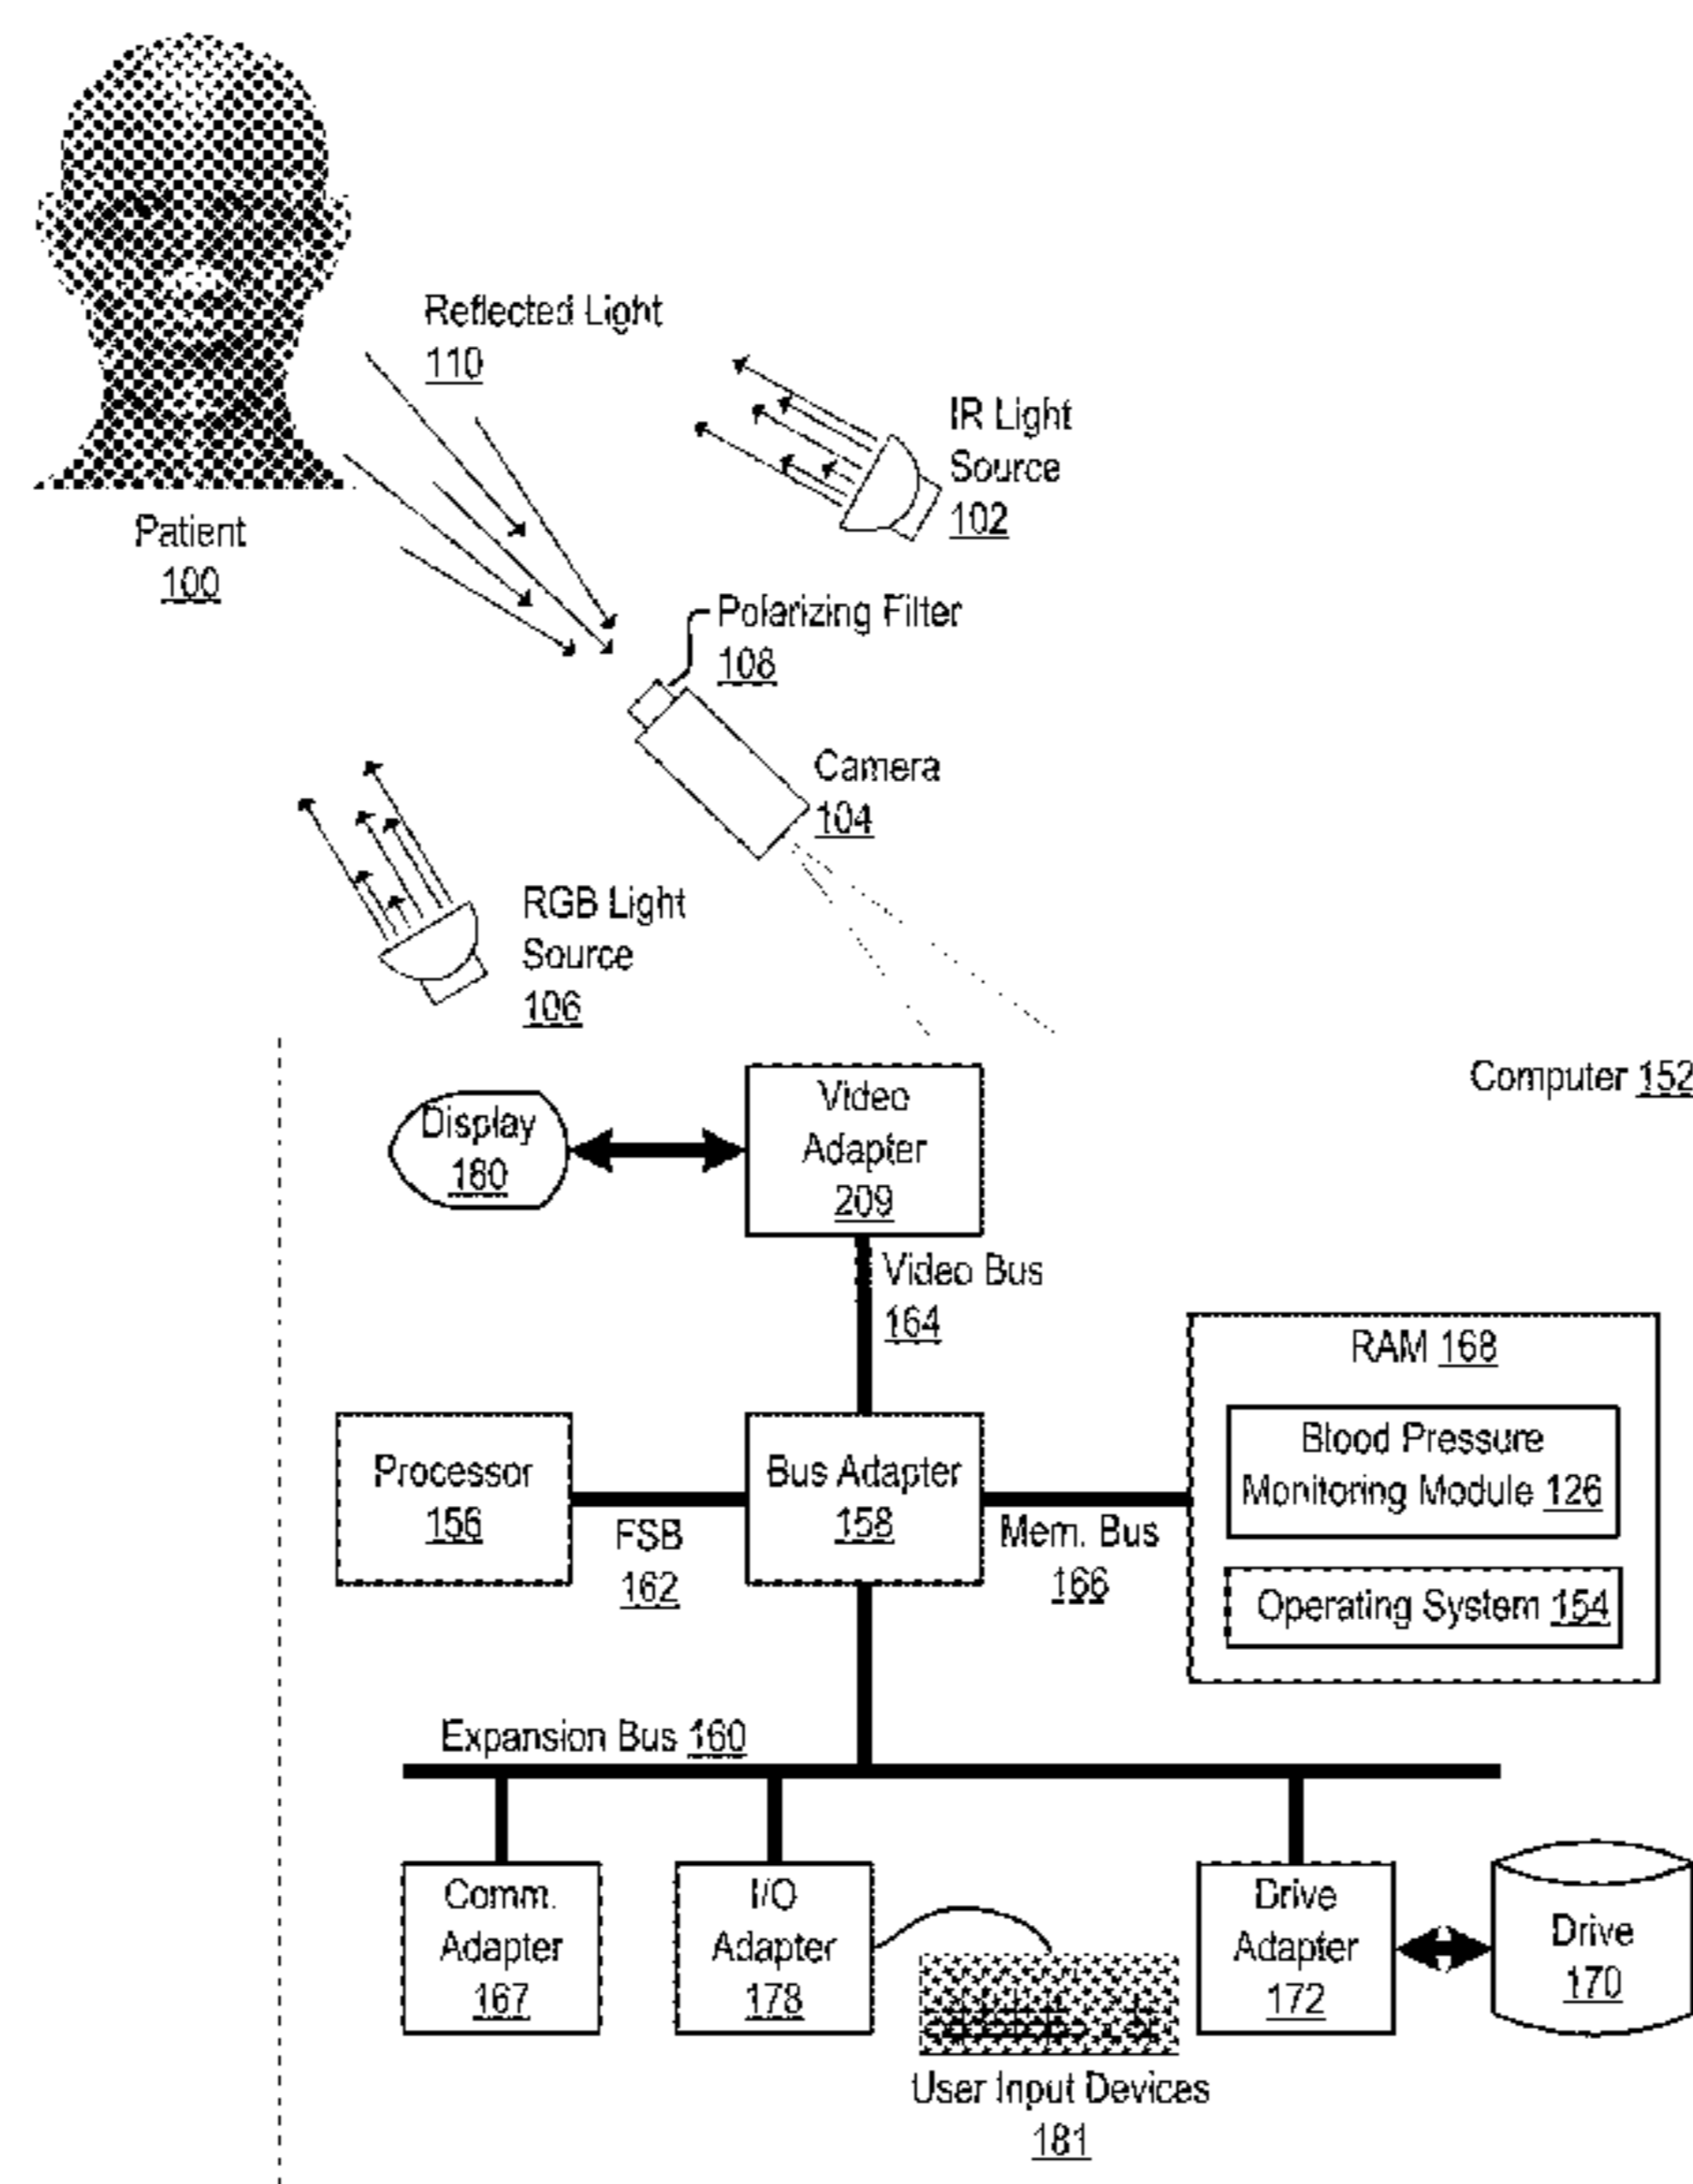 Reflected Light
110
IR Light
Source
102
Patient
100
Polarizing Filter
108
Camera
104
RGB Light
Source
106
Computer 152
Video
Adapter
209
Display
180
Video Bus
164
RAM 168
Blood Pressure
Monitoring Module 126
Operating System 154
Processor
156
FSB
162
Bus Adapter
158
Mem. Bus
166
Expansion Bus 160
Comm.
Adapter
167
I/O
Adapter
178
Drive
Adapter
172
Drive
170
User Input Devices
181